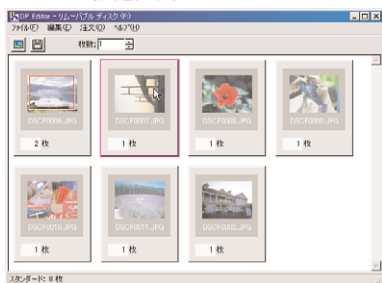 DP Editor - リムーバブル ディスク (F:)
ファイル(F) 編集(E) 注文(O) ヘルプ(H)
枚数: 1
DSCF0006.JPG DSCF0007.JPG DSCF0008.JPG DSCF0009.JPG
2 枚 1 枚 1 枚 1 枚
DSCF0010.JPG DSCF0011.JPG DSCF0002.JPG
1 枚 1 枚 1 枚
スタンダード: 8 枚